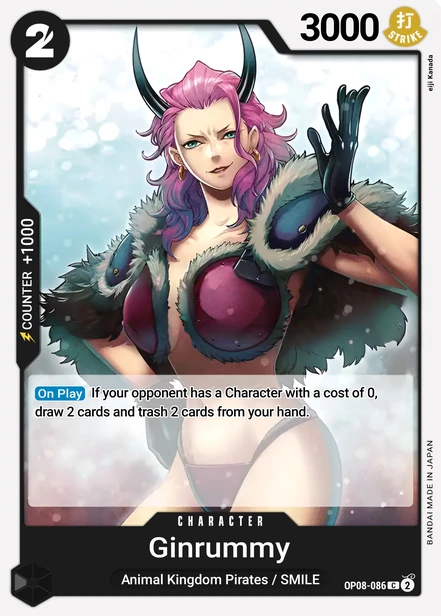 2
3000
打
STRIKE
eiji Kanada
COUNTER +1000
On Play If your opponent has a Character with a cost of 0,
draw 2 cards and trash 2 cards from your hand.
BANDAI MADE IN JAPAN
CHARACTER
Ginrummy
Animal Kingdom Pirates / SMILE
OP08-086 C 2